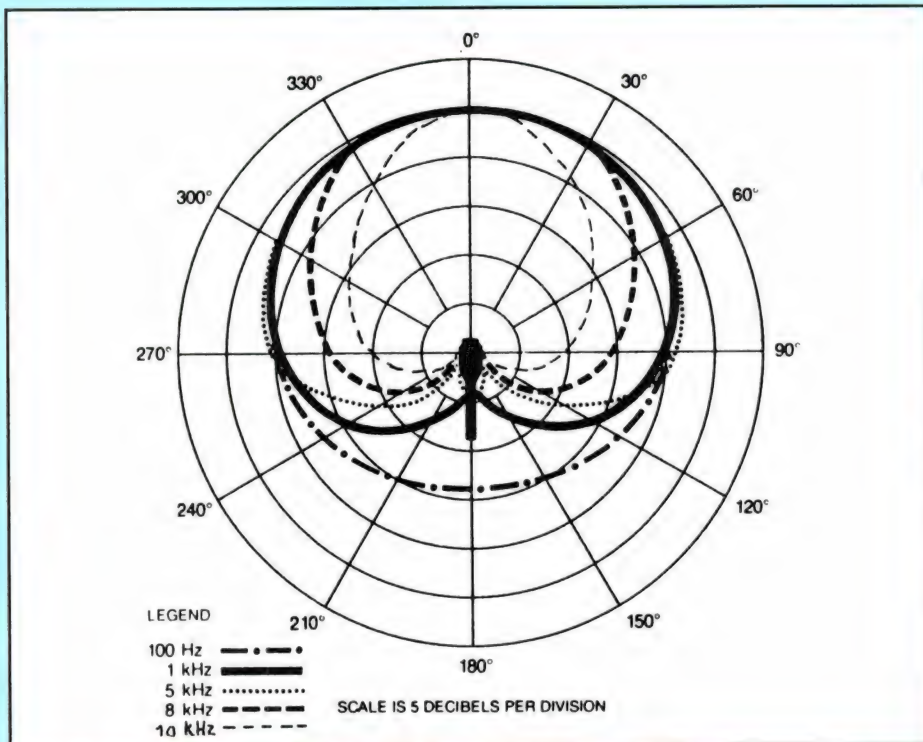 0°
330° 30°
300° 60°
270° 90°
240° 120°
210° 150°
180°
LEGEND
100 Hz
1 kHz
5 kHz
8 kHz
10 kHz
SCALE IS 5 DECIBELS PER DIVISION